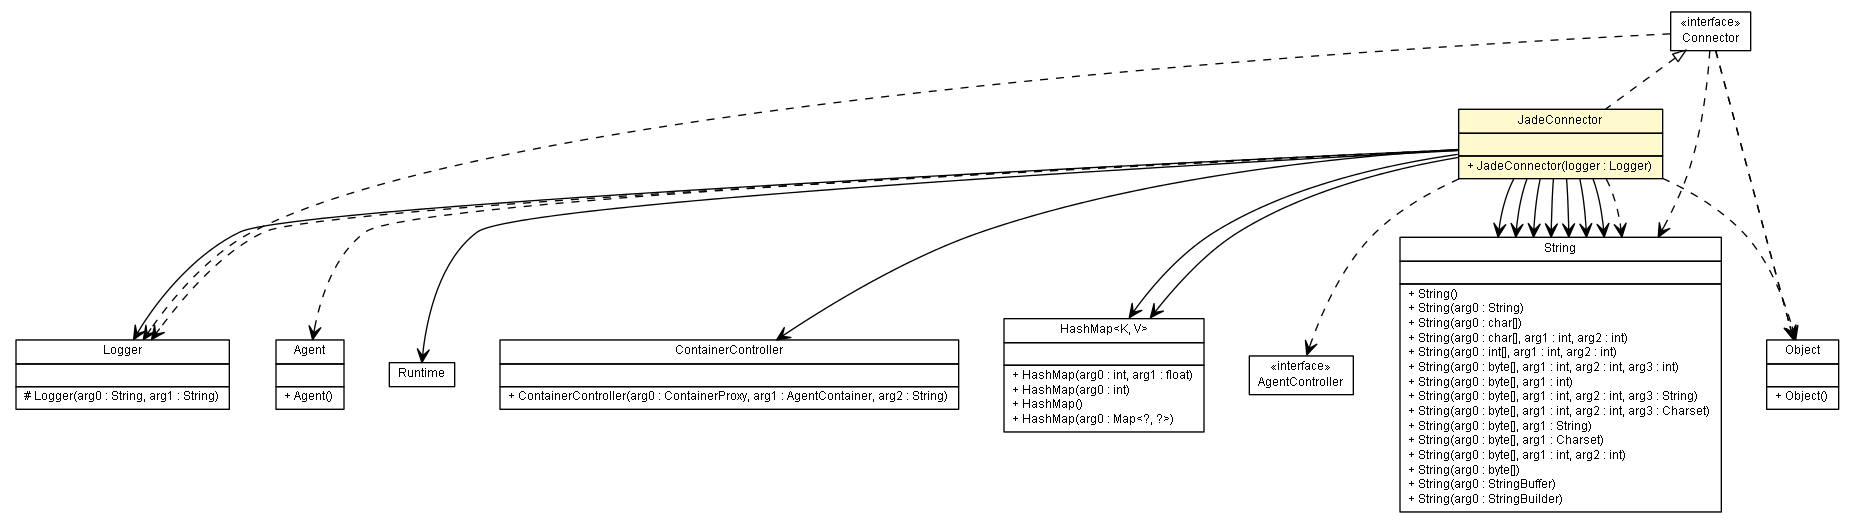 «interface»
Connector
JadeConnector
+ JadeConnector(logger : Logger)
Logger
# Logger(arg0 : String, arg1 : String)
Agent
+ Agent()
Runtime
ContainerController
+ ContainerController(arg0 : ContainerProxy, arg1 : AgentContainer, arg2 : String)
HashMap<K, V>
+ HashMap(arg0 : int, arg1 : float)
+ HashMap(arg0 : int)
+ HashMap()
+ HashMap(arg0 : Map<?, ?>)
«interface»
AgentController
String
+ String()
+ String(arg0 : String)
+ String(arg0 : char[])
+ String(arg0 : char[], arg1 : int, arg2 : int)
+ String(arg0 : int[], arg1 : int, arg2 : int)
+ String(arg0 : byte[], arg1 : int, arg2 : int, arg3 : int)
+ String(arg0 : byte[], arg1 : int)
+ String(arg0 : byte[], arg1 : int, arg2 : int, arg3 : String)
+ String(arg0 : byte[], arg1 : int, arg2 : int, arg3 : Charset)
+ String(arg0 : byte[], arg1 : String)
+ String(arg0 : byte[], arg1 : Charset)
+ String(arg0 : byte[], arg1 : int, arg2 : int)
+ String(arg0 : byte[])
+ String(arg0 : StringBuffer)
+ String(arg0 : StringBuilder)
Object
+ Object()